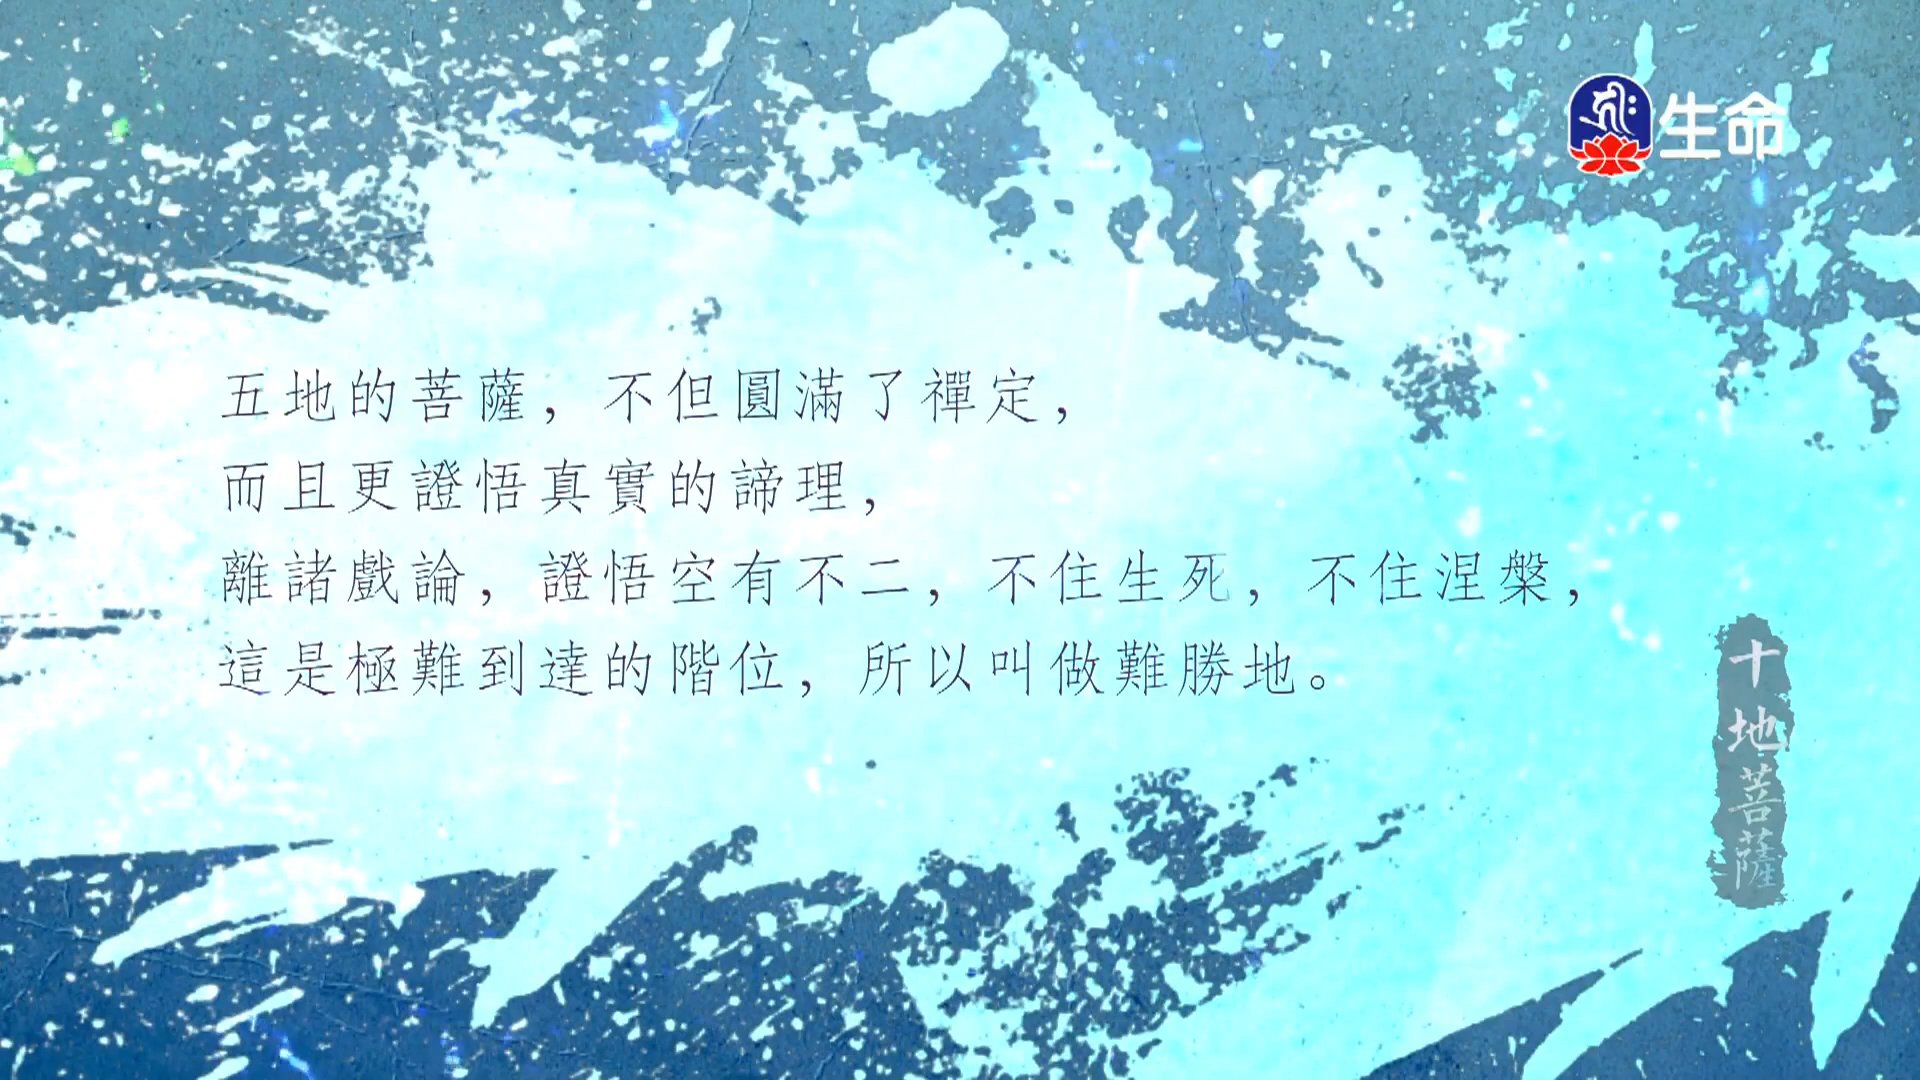 生命
五地的菩薩，不但圓滿了禪定，
而且更證悟真實的諦理，
離諸戲論，證悟空有不二，不住生死，不住涅槃，
這是極難到達的階位，所以叫做難勝地。
十地菩薩